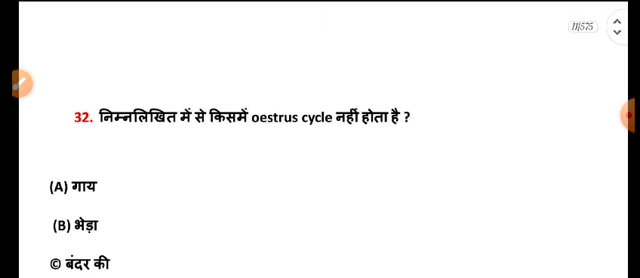 11/575
32. निम्नलिखित में से किसमें oestrus cycle नहीं होता है ?
(A) गाय
(B) भेड़ा
© बंदर की